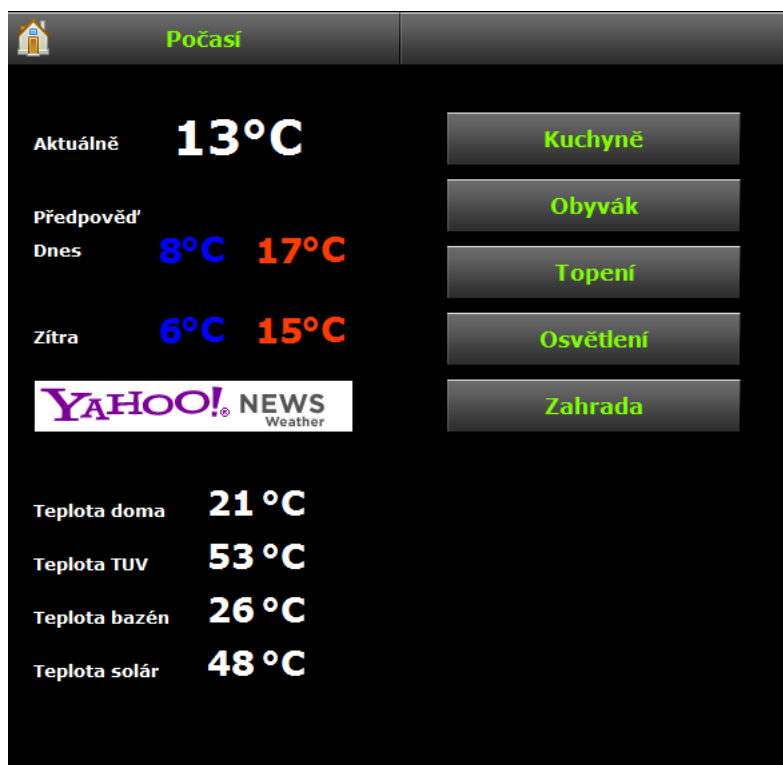 Počasí
Aktuálně 13°C
Předpověď
Dnes 8°C 17°C
Zítra 6°C 15°C
YAHOO!® NEWS
Weather
Teplota doma 21 °C
Teplota TUV 53 °C
Teplota bazén 26 °C
Teplota solár 48 °C
Kuchyně
Obyvák
Topení
Osvětlení
Zahrada